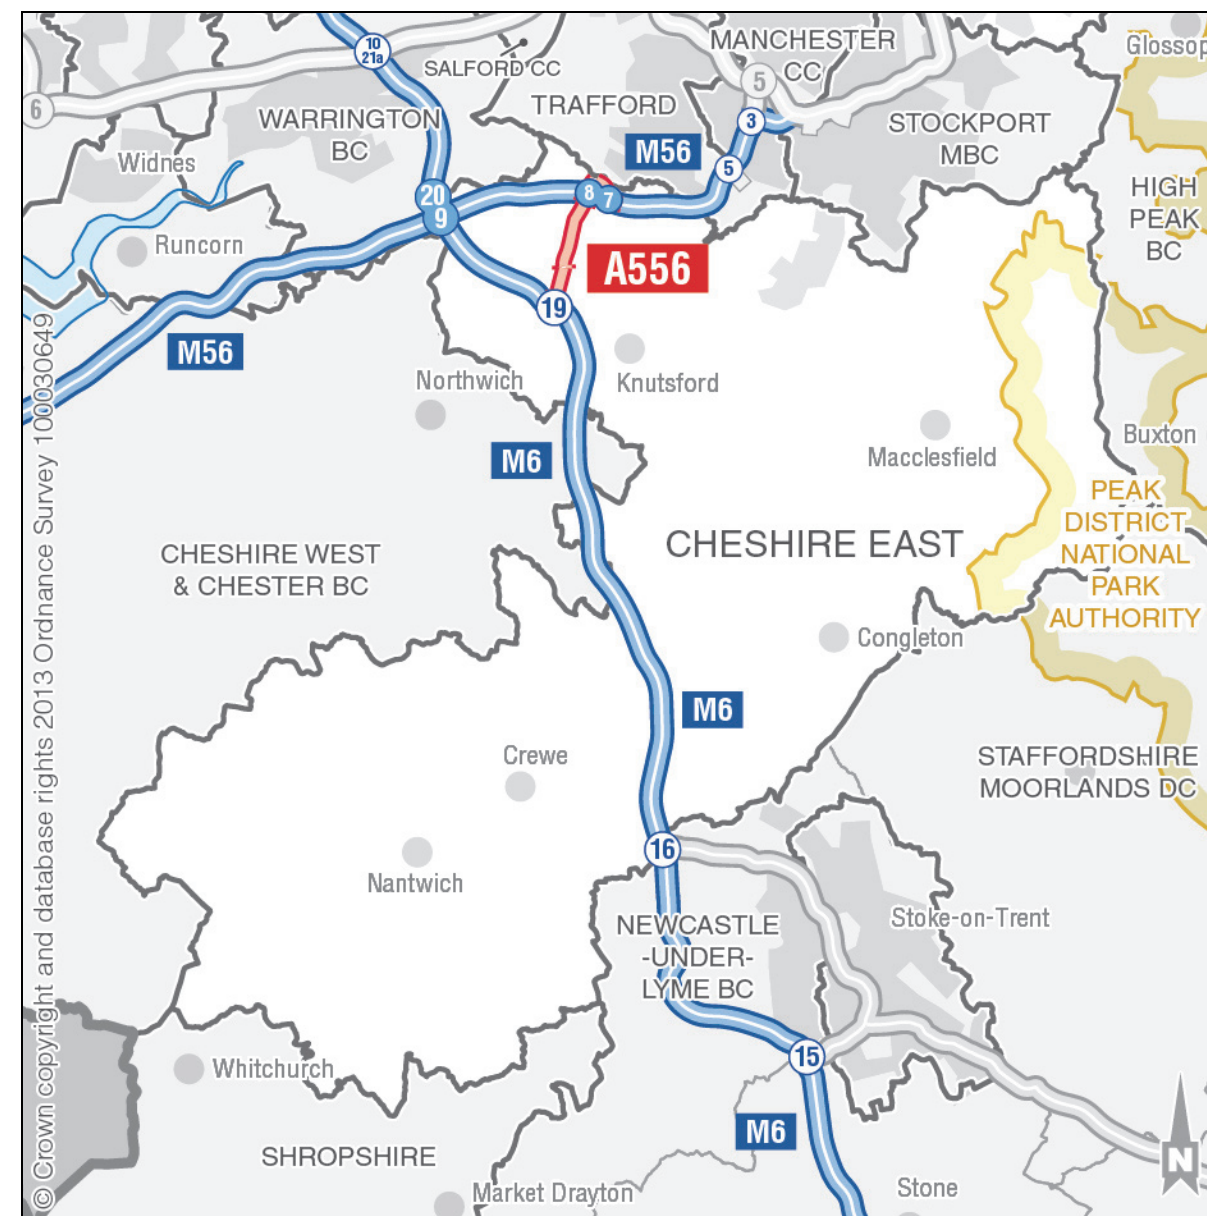 10
21a
SALFORD CC
MANCHESTER
CC
Glossop
6
5
TRAFFORD
WARRINGTON
BC
3
STOCKPORT
MBC
M56
Widnes
5
HIGH
PEAK
BC
20
9
8
7
Runcorn
A556
19
M56
Knutsford
Northwich
Macclesfield
Buxton
M6
PEAK
DISTRICT
NATIONAL
PARK
AUTHORITY
CHESHIRE EAST
CHESHIRE WEST
& CHESTER BC
Congleton
M6
Crewe
STAFFORDSHIRE
MOORLANDS DC
16
Nantwich
NEWCASTLE
-UNDER-
LYME BC
Stoke-on-Trent
15
Whitchurch
M6
SHROPSHIRE
N
Market Drayton
Stone
© Crown copyright and database rights 2013 Ordnance Survey 100030649